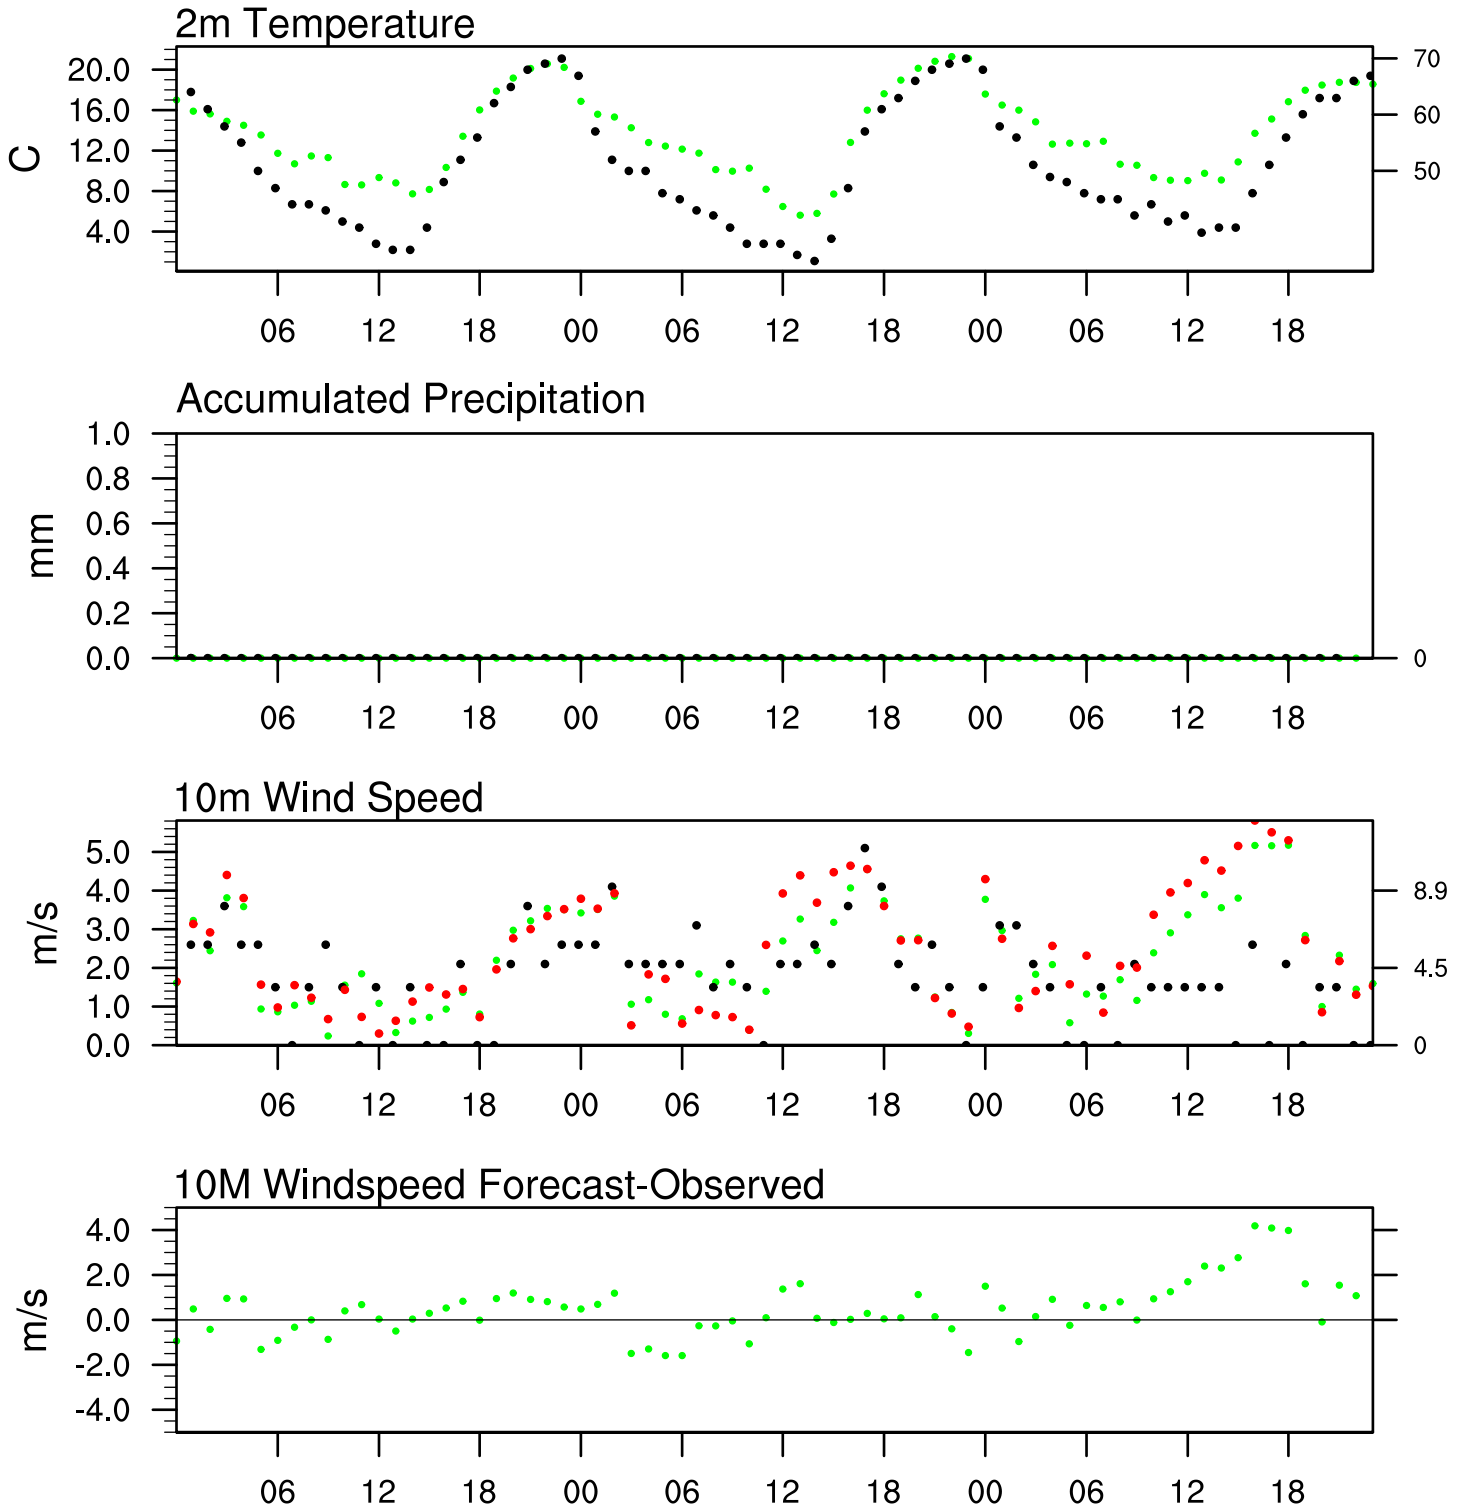 2m Temperature
20.0
16.0
12.0
8.0
4.0
C
70
60
50
06 12 18 00 06 12 18 00 06 12 18
Accumulated Precipitation
1.0
0.8
0.6
0.4
0.2
0.0
mm
0
06 12 18 00 06 12 18 00 06 12 18
10m Wind Speed
5.0
4.0
3.0
2.0
1.0
0.0
m/s
8.9
4.5
0
06 12 18 00 06 12 18 00 06 12 18
10M Windspeed Forecast-Observed
4.0
2.0
0.0
-2.0
-4.0
m/s
06 12 18 00 06 12 18 00 06 12 18